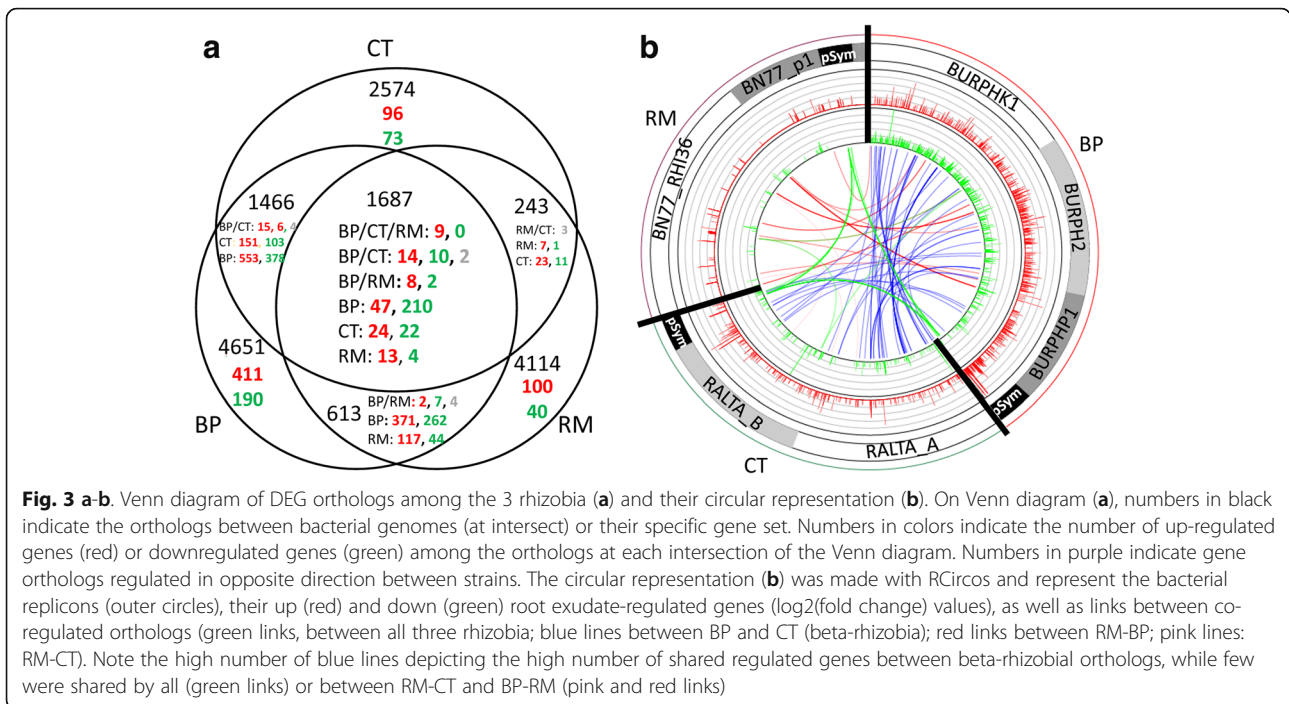 a
CT
2574
96
73
1466
BP/CT: 15, 6, 4
CT: 151, 103
BP: 553, 378
1687
BP/CT/RM: 9, 0
BP/CT: 14, 10, 2
BP/RM: 8, 2
BP: 47, 210
CT: 24, 22
RM: 13, 4
243
RM/CT: 3
RM: 7, 1
CT: 23, 11
4651
411
190
BP
613
BP/RM: 2, 7, 4
BP: 371, 262
RM: 117, 44
4114
100
40
RM
b
RM
BN77_p1
pSym
BN77_RHI36
BURPHK1
BP
BURPH2
BURPHP1
pSym
RALTA_A
RALTA_B
pSym
CT
Fig. 3 a-b. Venn diagram of DEG orthologs among the 3 rhizobia (a) and their circular representation (b). On Venn diagram (a), numbers in black
indicate the orthologs between bacterial genomes (at intersect) or their specific gene set. Numbers in colors indicate the number of up-regulated
genes (red) or downregulated genes (green) among the orthologs at each intersection of the Venn diagram. Numbers in purple indicate gene
orthologs regulated in opposite direction between strains. The circular representation (b) was made with RCircos and represent the bacterial
replicons (outer circles), their up (red) and down (green) root exudate-regulated genes (log2(fold change) values), as well as links between co-
regulated orthologs (green links, between all three rhizobia; blue lines between BP and CT (beta-rhizobia); red links between RM-BP; pink lines:
RM-CT). Note the high number of blue lines depicting the high number of shared regulated genes between beta-rhizobial orthologs, while few
were shared by all (green links) or between RM-CT and BP-RM (pink and red links)